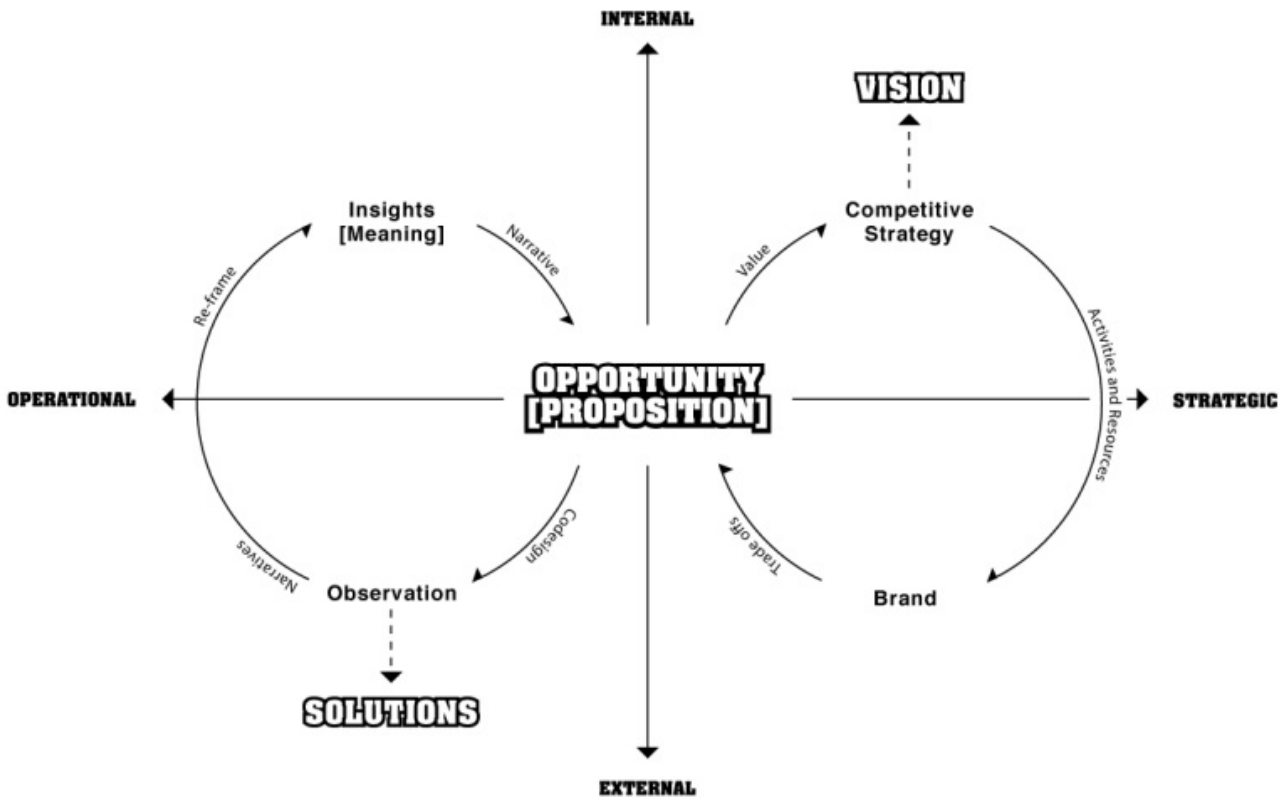 INTERNAL
VISION
Insights
[Meaning]
Competitive
Strategy
Narrative
Value
Re-frame
Activities and Resources
OPERATIONAL
OPPORTUNITY
[PROPOSITION]
STRATEGIC
Codesign
Trade offs
Narratives
Observation
Brand
SOLUTIONS
EXTERNAL